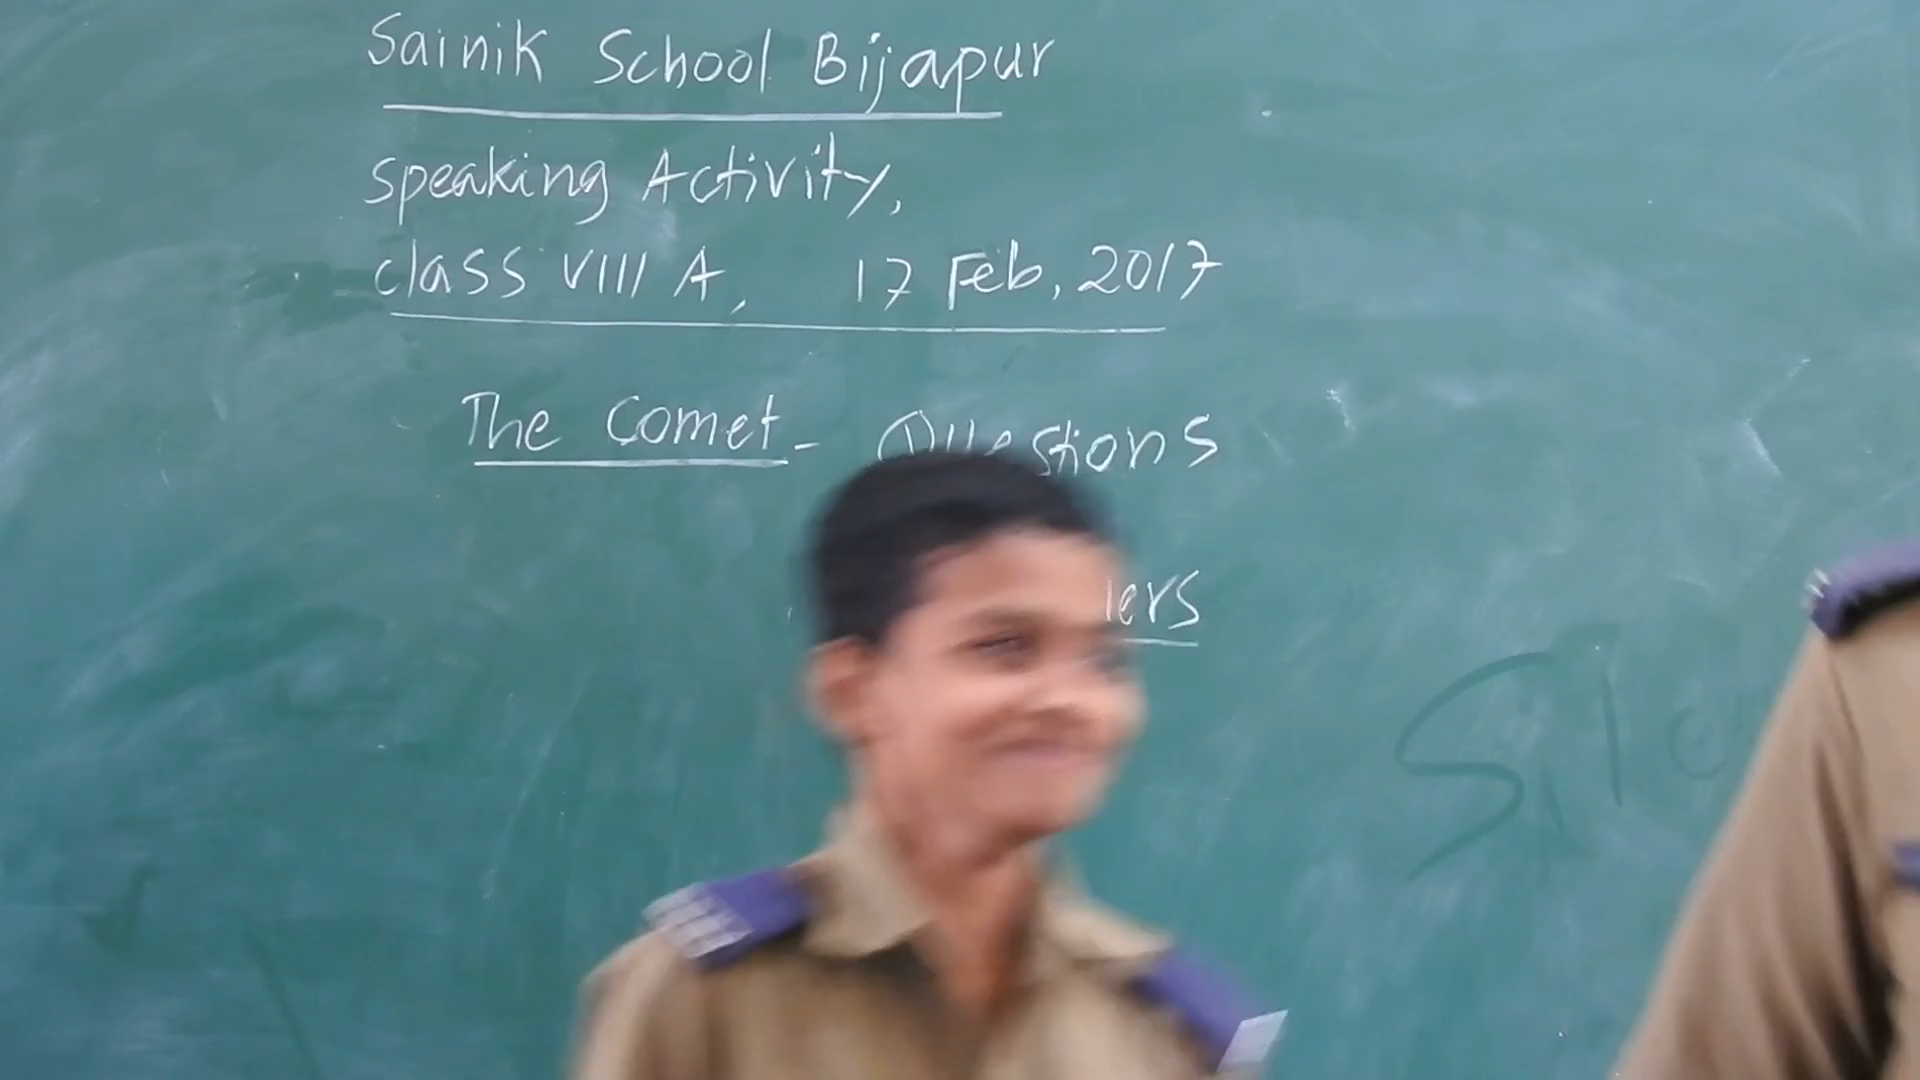 Sainik School Bijapur
Speaking Activity,
class VIII A, 17 Feb, 2017
The Comet - Questions